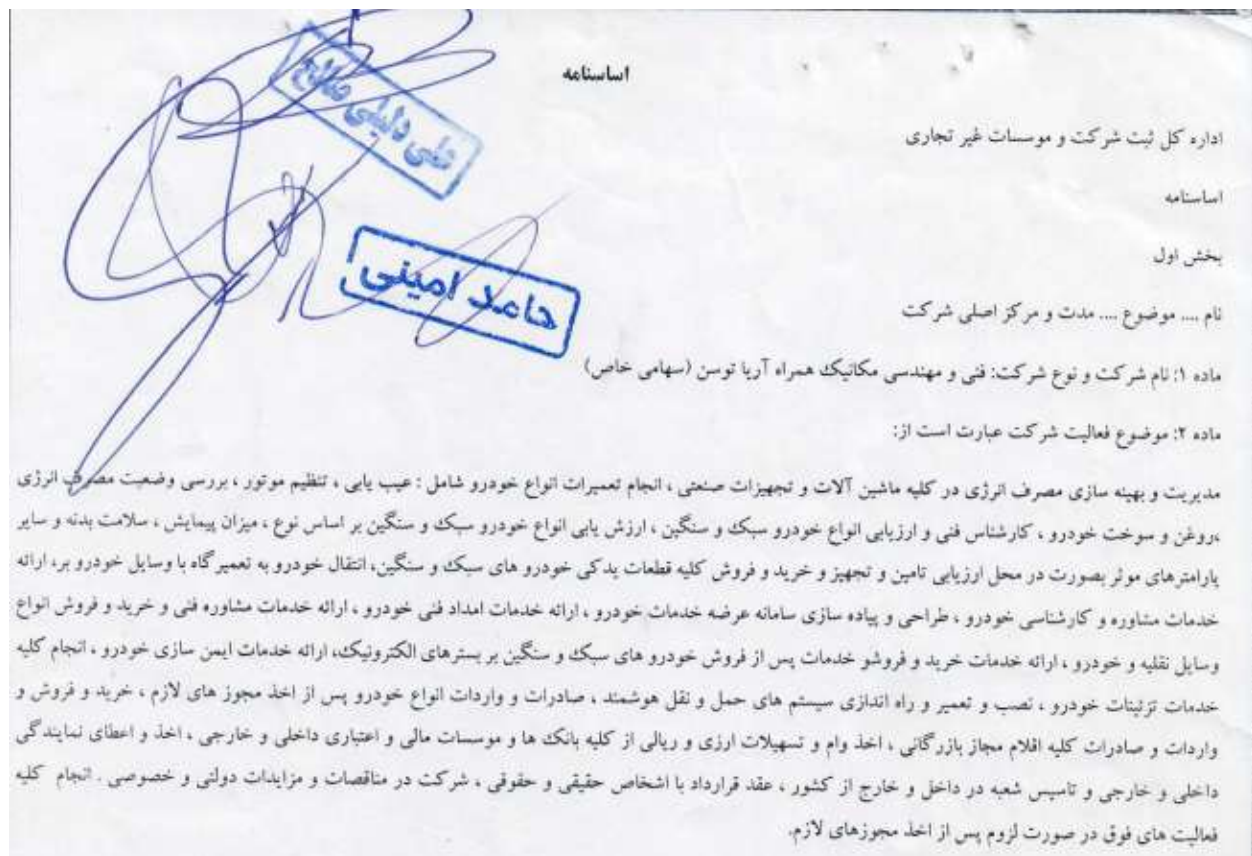 اساسنامه
علی دلیلی صالح
اداره کل ثبت شرکت و موسسات غیر تجاری
اساسنامه
بخش اول
حامد امینی
نام .... موضوع .... مدت و مرکز اصلی شرکت
ماده ۱: نام شرکت و نوع شرکت: فنی و مهندسی مکانیک همراه آریا توسن (سهامی خاص)
ماده ۲: موضوع فعالیت شرکت عبارت است از:
مدیریت و بهینه سازی مصرف انرژی در کلیه ماشین آلات و تجهیزات صنعتی ، انجام تعمیرات انواع خودرو شامل : عیب یابی ، تنظیم موتور ، بررسی وضعیت مصرف انرژی
،روغن و سوخت خودرو ، کارشناس فنی و ارزیابی انواع خودرو سبک و سنگین ، ارزش یابی انواع خودرو سبک و سنگین بر اساس نوع ، میزان پیمایش ، سلامت بدنه و سایر
پارامترهای موثر بصورت در محل ارزیابی تامین و تجهیز و خرید و فروش کلیه قطعات یدکی خودرو های سبک و سنگین، انتقال خودرو به تعمیرگاه با وسایل خودرو بر، ارائه
خدمات مشاوره و کارشناسی خودرو ، طراحی و پیاده سازی سامانه عرضه خدمات خودرو ، ارائه خدمات امداد فنی خودرو ، ارائه خدمات مشاوره فنی و خرید و فروش انواع
وسایل نقلیه و خودرو ، ارائه خدمات خرید و فروشو خدمات پس از فروش خودرو های سبک و سنگین بر بسترهای الکترونیک، ارائه خدمات ایمن سازی خودرو ، انجام کلیه
خدمات تزئینات خودرو ، نصب و تعمیر و راه اندازی سیستم های حمل و نقل هوشمند ، صادرات و واردات انواع خودرو پس از اخذ مجوز های لازم ، خرید و فروش و
واردات و صادرات کلیه اقلام مجاز بازرگانی ، اخذ وام و تسهیلات ارزی و ریالی از کلیه بانک ها و موسسات مالی و اعتباری داخلی و خارجی ، اخذ و اعطای نمایندگی
داخلی و خارجی و تاسیس شعبه در داخل و خارج از کشور ، عقد قرارداد با اشخاص حقیقی و حقوقی ، شرکت در مناقصات و مزایدات دولتی و خصوصی . انجام کلیه
فعالیت های فوق در صورت لزوم پس از اخذ مجوزهای لازم.